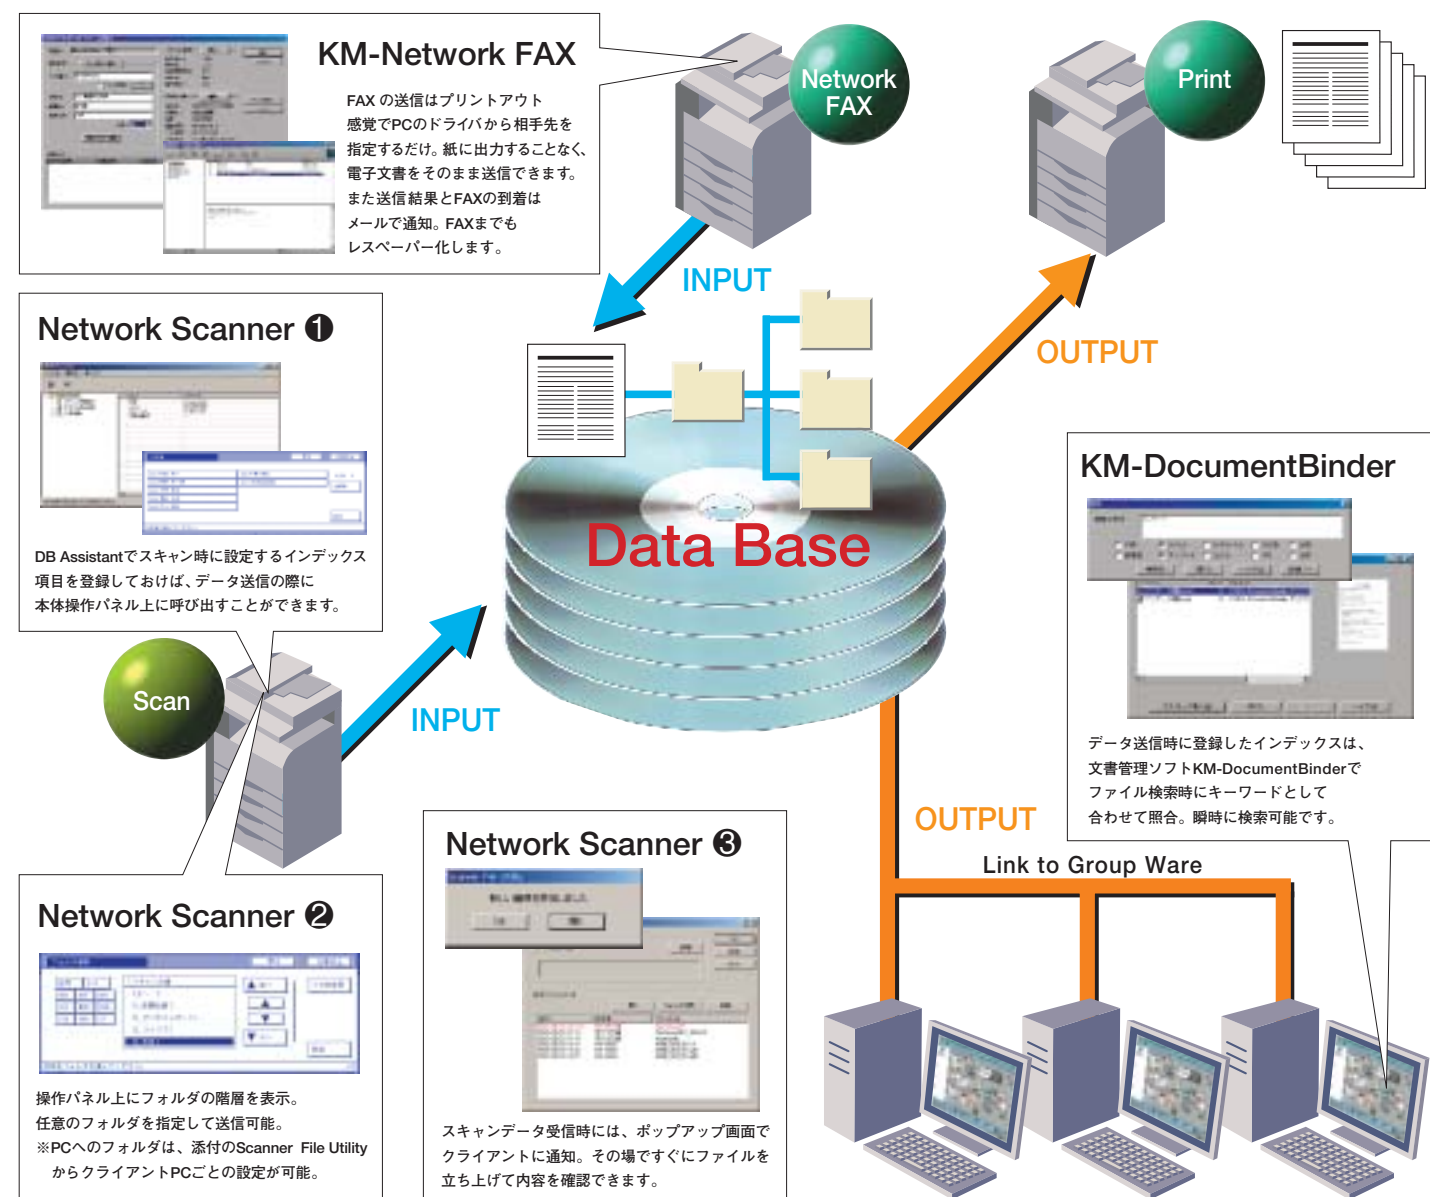 KM-Network FAX
FAX の送信はプリントアウト
感覚でPCのドライバから相手先を
指定するだけ。紙に出力することなく、
電子文書をそのまま送信できます。
また送信結果とFAXの到着は
メールで通知。FAXまでも
レスペーパー化します。
Network
FAX
Print
INPUT
OUTPUT
Network Scanner ❶
DB Assistantでスキャン時に設定するインデックス
項目を登録しておけば、データ送信の際に
本体操作パネル上に呼び出すことができます。
Data Base
Scan
INPUT
KM-DocumentBinder
データ送信時に登録したインデックスは、
文書管理ソフトKM-DocumentBinderで
ファイル検索時にキーワードとして
合わせて照合。瞬時に検索可能です。
OUTPUT
Link to Group Ware
Network Scanner ❷
操作パネル上にフォルダの階層を表示。
任意のフォルダを指定して送信可能。
※PCへのフォルダは、添付のScanner File Utility
からクライアントPCごとの設定が可能。
Network Scanner ❸
スキャンデータ受信時には、ポップアップ画面で
クライアントに通知。その場ですぐにファイルを
立ち上げて内容を確認できます。